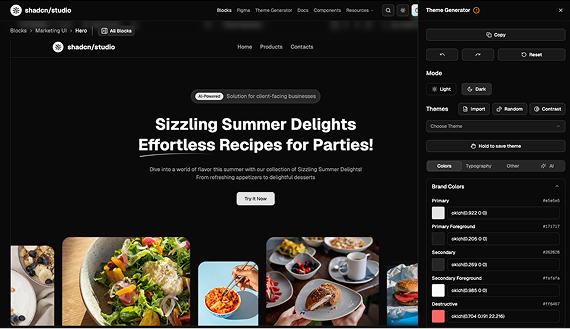 shadcn/studio
Blocks Figma Theme Generator Docs Components Resources
Blocks > Marketing UI > Hero All Blocks
shadcn/studio
Home Products Contacts
AI-Powered Solution for client-facing businesses
Sizzling Summer Delights
Effortless Recipes for Parties!
Dive into a world of flavor this summer with our collection of Sizzling Summer Delights!
From refreshing appetizers to delightful desserts
Try It Now
Theme Generator
Copy
Reset
Mode
Light Dark
Themes Import Random Contrast
Choose Theme
Hold to save theme
Colors Typography Other AI
Brand Colors
Primary #e5e5e5
oklch(0.922 0 0)
Primary Foreground #171717
oklch(0.205 0 0)
Secondary #262626
oklch(0.269 0 0)
Secondary Foreground #fafafa
oklch(0.985 0 0)
Destructive #ff6467
oklch(0.704 0.191 22.216)